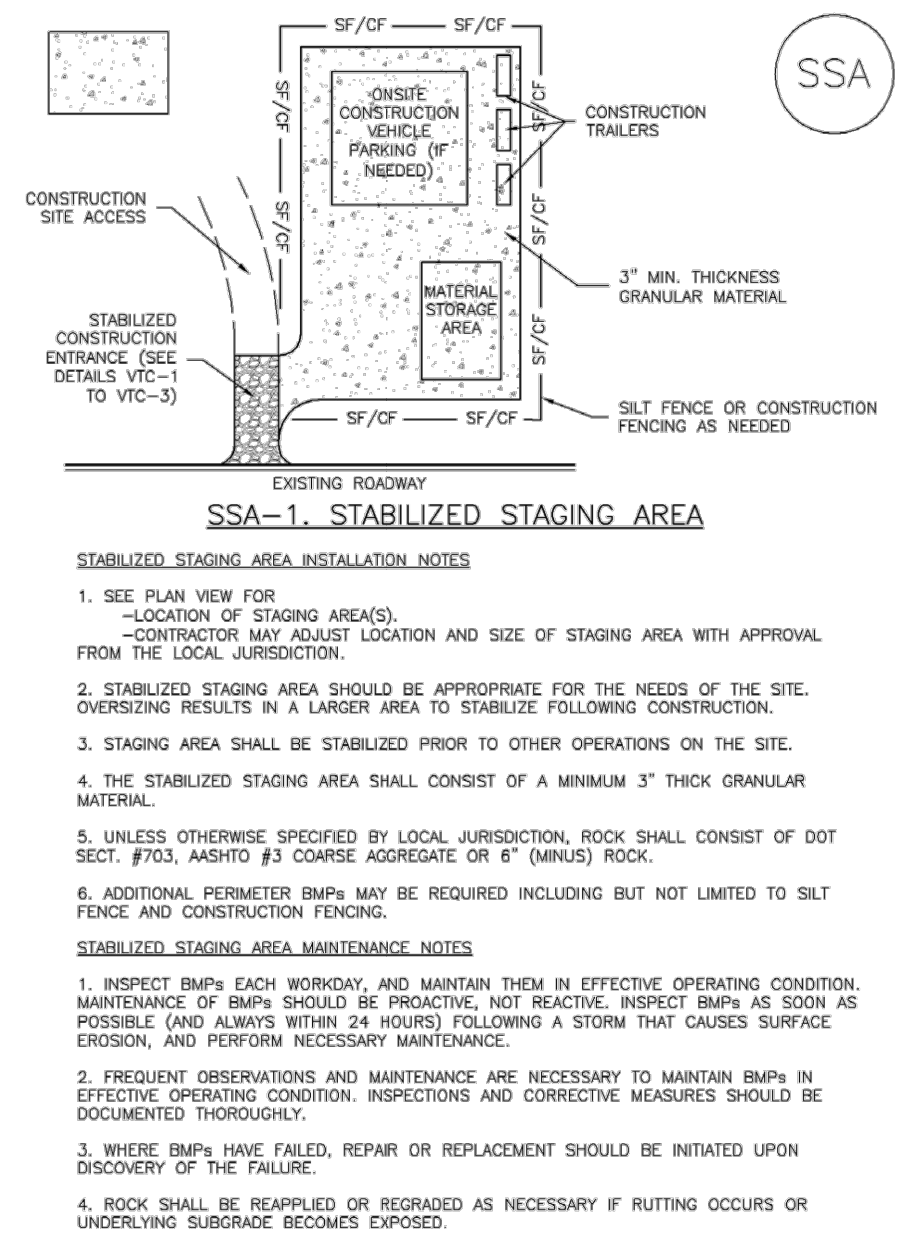 SF/CF SF/CF
SSA
SF/CF
SF/CF
ONSITE
CONSTRUCTION
VEHICLE
PARKING (IF
NEEDED)
SF/CF
CONSTRUCTION
TRAILERS
CONSTRUCTION
SITE ACCESS
SF/CF
SF/CF
3" MIN. THICKNESS
GRANULAR MATERIAL
MATERIAL
STORAGE
AREA
STABILIZED
CONSTRUCTION
ENTRANCE (SEE
DETAILS VTC-1
TO VTC-3)
SF/CF
SF/CF SF/CF
SILT FENCE OR CONSTRUCTION
FENCING AS NEEDED
EXISTING ROADWAY
SSA-1. STABILIZED STAGING AREA
STABILIZED STAGING AREA INSTALLATION NOTES
1. SEE PLAN VIEW FOR
-LOCATION OF STAGING AREA(S).
-CONTRACTOR MAY ADJUST LOCATION AND SIZE OF STAGING AREA WITH APPROVAL
FROM THE LOCAL JURISDICTION.
2. STABILIZED STAGING AREA SHOULD BE APPROPRIATE FOR THE NEEDS OF THE SITE.
OVERSIZING RESULTS IN A LARGER AREA TO STABILIZE FOLLOWING CONSTRUCTION.
3. STAGING AREA SHALL BE STABILIZED PRIOR TO OTHER OPERATIONS ON THE SITE.
4. THE STABILIZED STAGING AREA SHALL CONSIST OF A MINIMUM 3" THICK GRANULAR
MATERIAL.
5. UNLESS OTHERWISE SPECIFIED BY LOCAL JURISDICTION, ROCK SHALL CONSIST OF DOT
SECT. #703, AASHTO #3 COARSE AGGREGATE OR 6" (MINUS) ROCK.
6. ADDITIONAL PERIMETER BMPs MAY BE REQUIRED INCLUDING BUT NOT LIMITED TO SILT
FENCE AND CONSTRUCTION FENCING.
STABILIZED STAGING AREA MAINTENANCE NOTES
1. INSPECT BMPs EACH WORKDAY, AND MAINTAIN THEM IN EFFECTIVE OPERATING CONDITION.
MAINTENANCE OF BMPs SHOULD BE PROACTIVE, NOT REACTIVE. INSPECT BMPs AS SOON AS
POSSIBLE (AND ALWAYS WITHIN 24 HOURS) FOLLOWING A STORM THAT CAUSES SURFACE
EROSION, AND PERFORM NECESSARY MAINTENANCE.
2. FREQUENT OBSERVATIONS AND MAINTENANCE ARE NECESSARY TO MAINTAIN BMPs IN
EFFECTIVE OPERATING CONDITION. INSPECTIONS AND CORRECTIVE MEASURES SHOULD BE
DOCUMENTED THOROUGHLY.
3. WHERE BMPs HAVE FAILED, REPAIR OR REPLACEMENT SHOULD BE INITIATED UPON
DISCOVERY OF THE FAILURE.
4. ROCK SHALL BE REAPPLIED OR REGRADED AS NECESSARY IF RUTTING OCCURS OR
UNDERLYING SUBGRADE BECOMES EXPOSED.